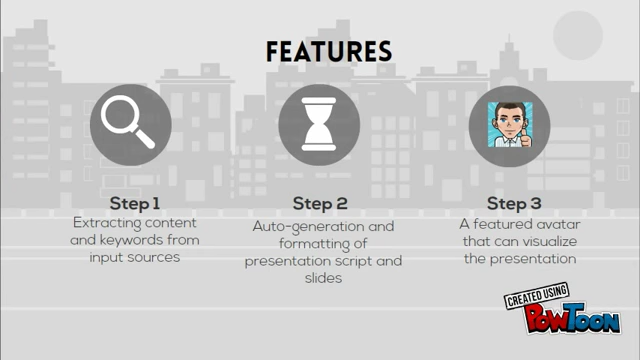 FEATURES
Step 1
Extracting content
and keywords from
input sources
Step 2
Auto-generation and
formatting of
presentation script and
slides
Step 3
A featured avatar
that can visualize
the presentation
CREATED USING
POWTOON